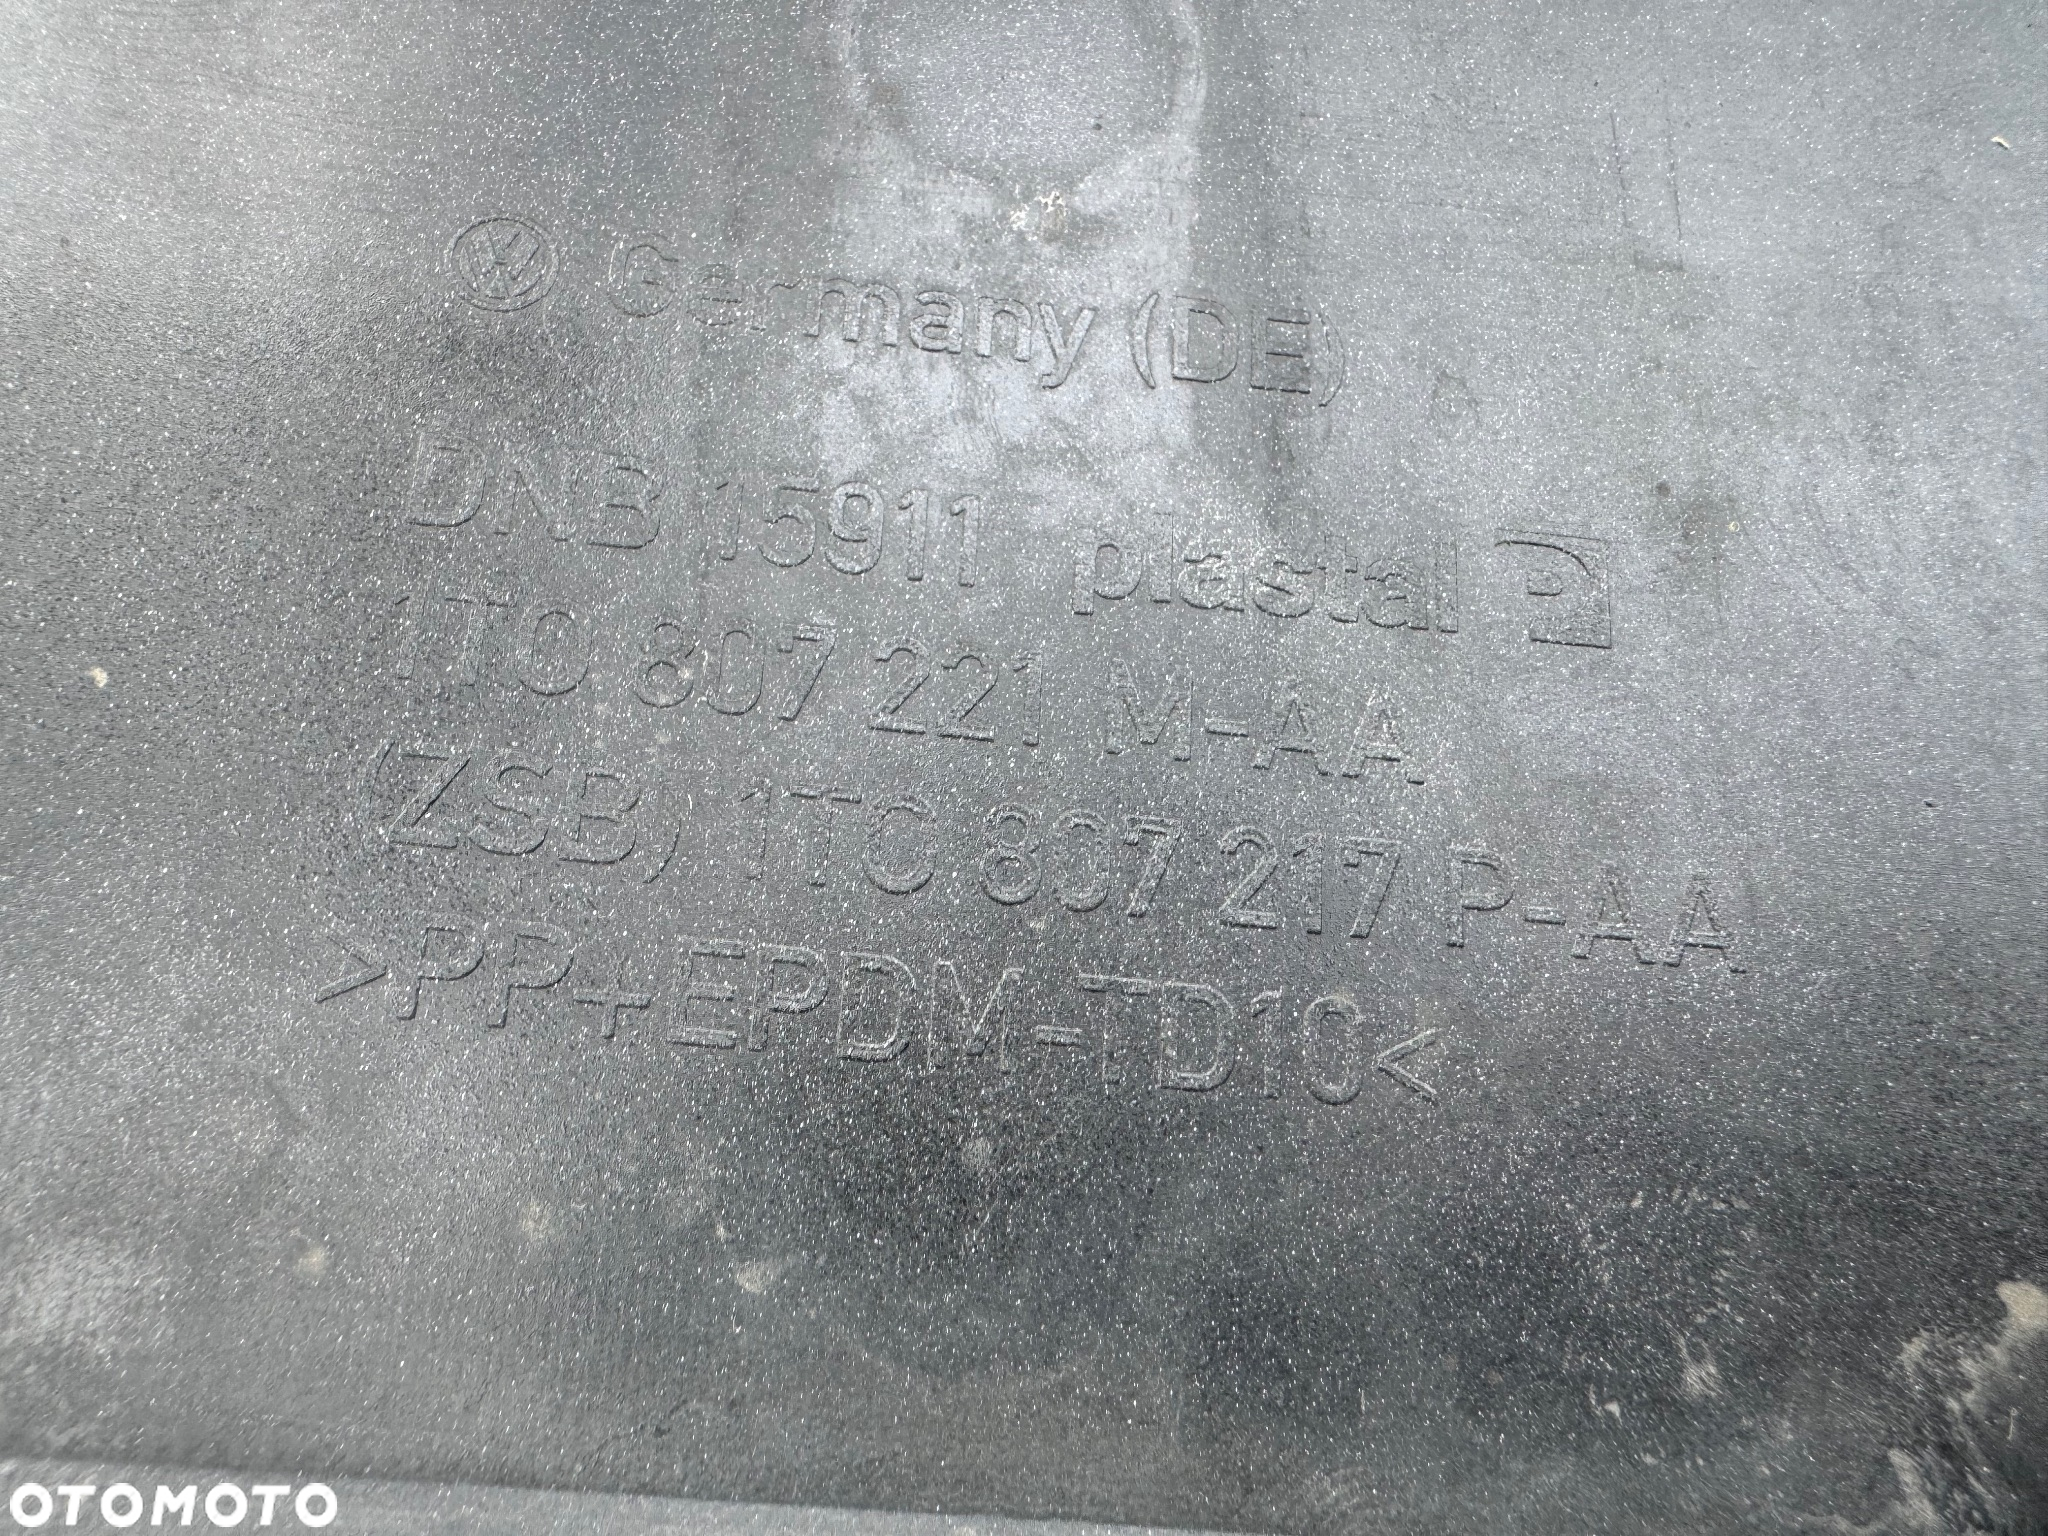 Germany (DE)
DNB 15911 plastal P
1T0 807 221 M-AA
(ZSB) 1T0 807 217 P-AA
>PP+EPDM-TD10<
OTOMOTO